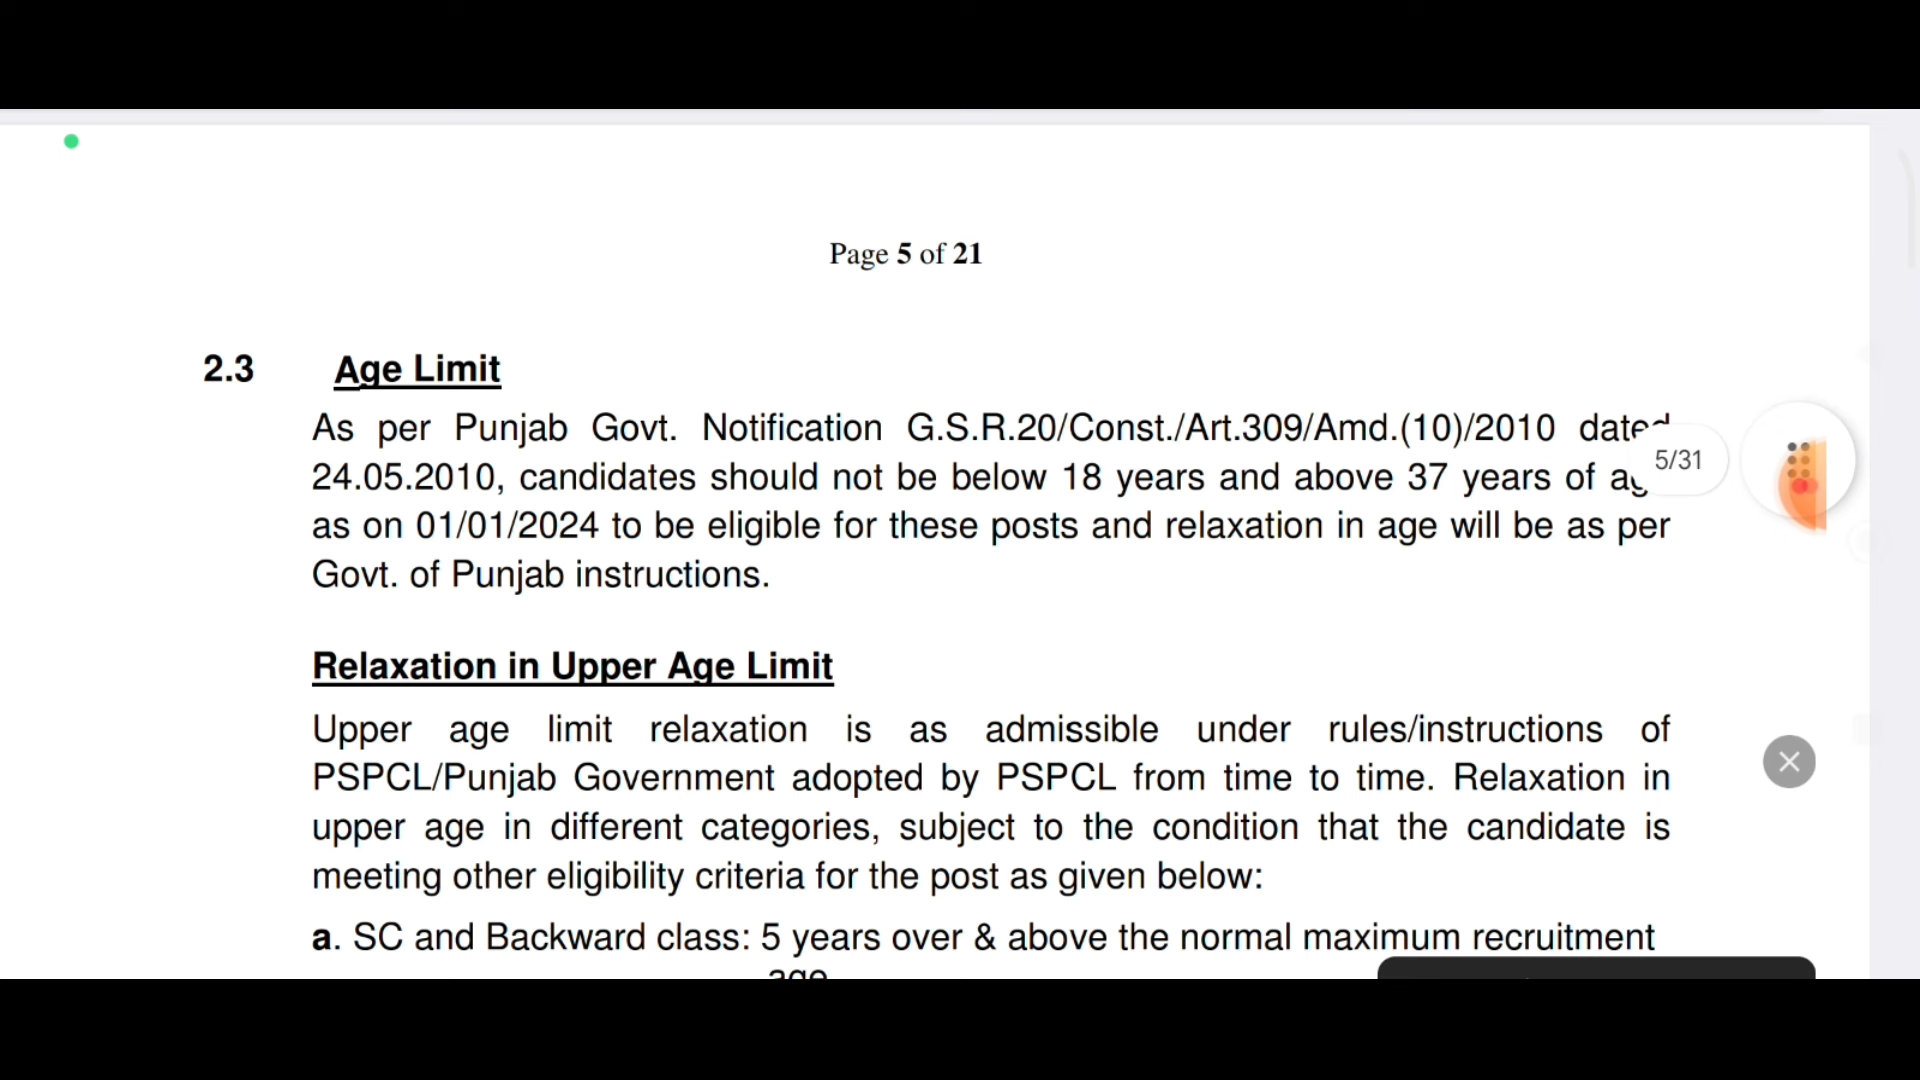 Page 5 of 21
2.3 Age Limit
As per Punjab Govt. Notification G.S.R.20/Const./Art.309/Amd.(10)/2010 dated
24.05.2010, candidates should not be below 18 years and above 37 years of age
5/31
as on 01/01/2024 to be eligible for these posts and relaxation in age will be as per
Govt. of Punjab instructions.
Relaxation in Upper Age Limit
Upper age limit relaxation is as admissible under rules/instructions of
PSPCL/Punjab Government adopted by PSPCL from time to time. Relaxation in
upper age in different categories, subject to the condition that the candidate is
meeting other eligibility criteria for the post as given below:
a. SC and Backward class: 5 years over & above the normal maximum recruitment
age